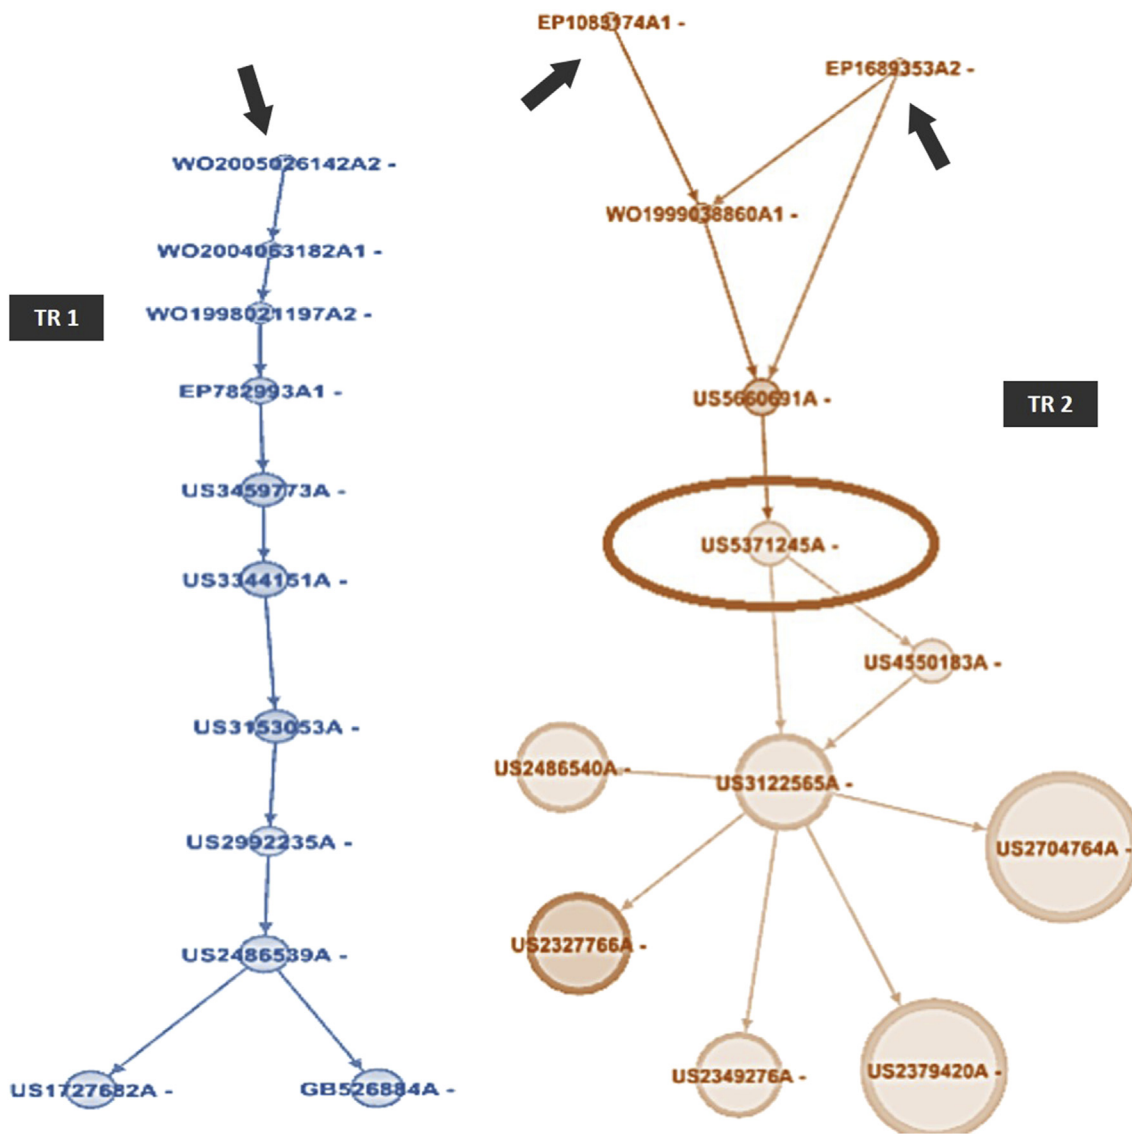 EP1083174A1 -
EP1689353A2 -
WO2005026142A2 -
WO1999038860A1 -
WO2004063182A1 -
TR 1
WO1998021197A2 -
EP782993A1 -
US5660691A -
TR 2
US3459773A -
US5371245A -
US3344151A -
US4550183A -
US3153053A -
US2486540A -
US3122565A -
US2992235A -
US2704764A -
US2327766A -
US2486539A -
US2349276A -
US2379420A -
US1727682A -
GB526884A -